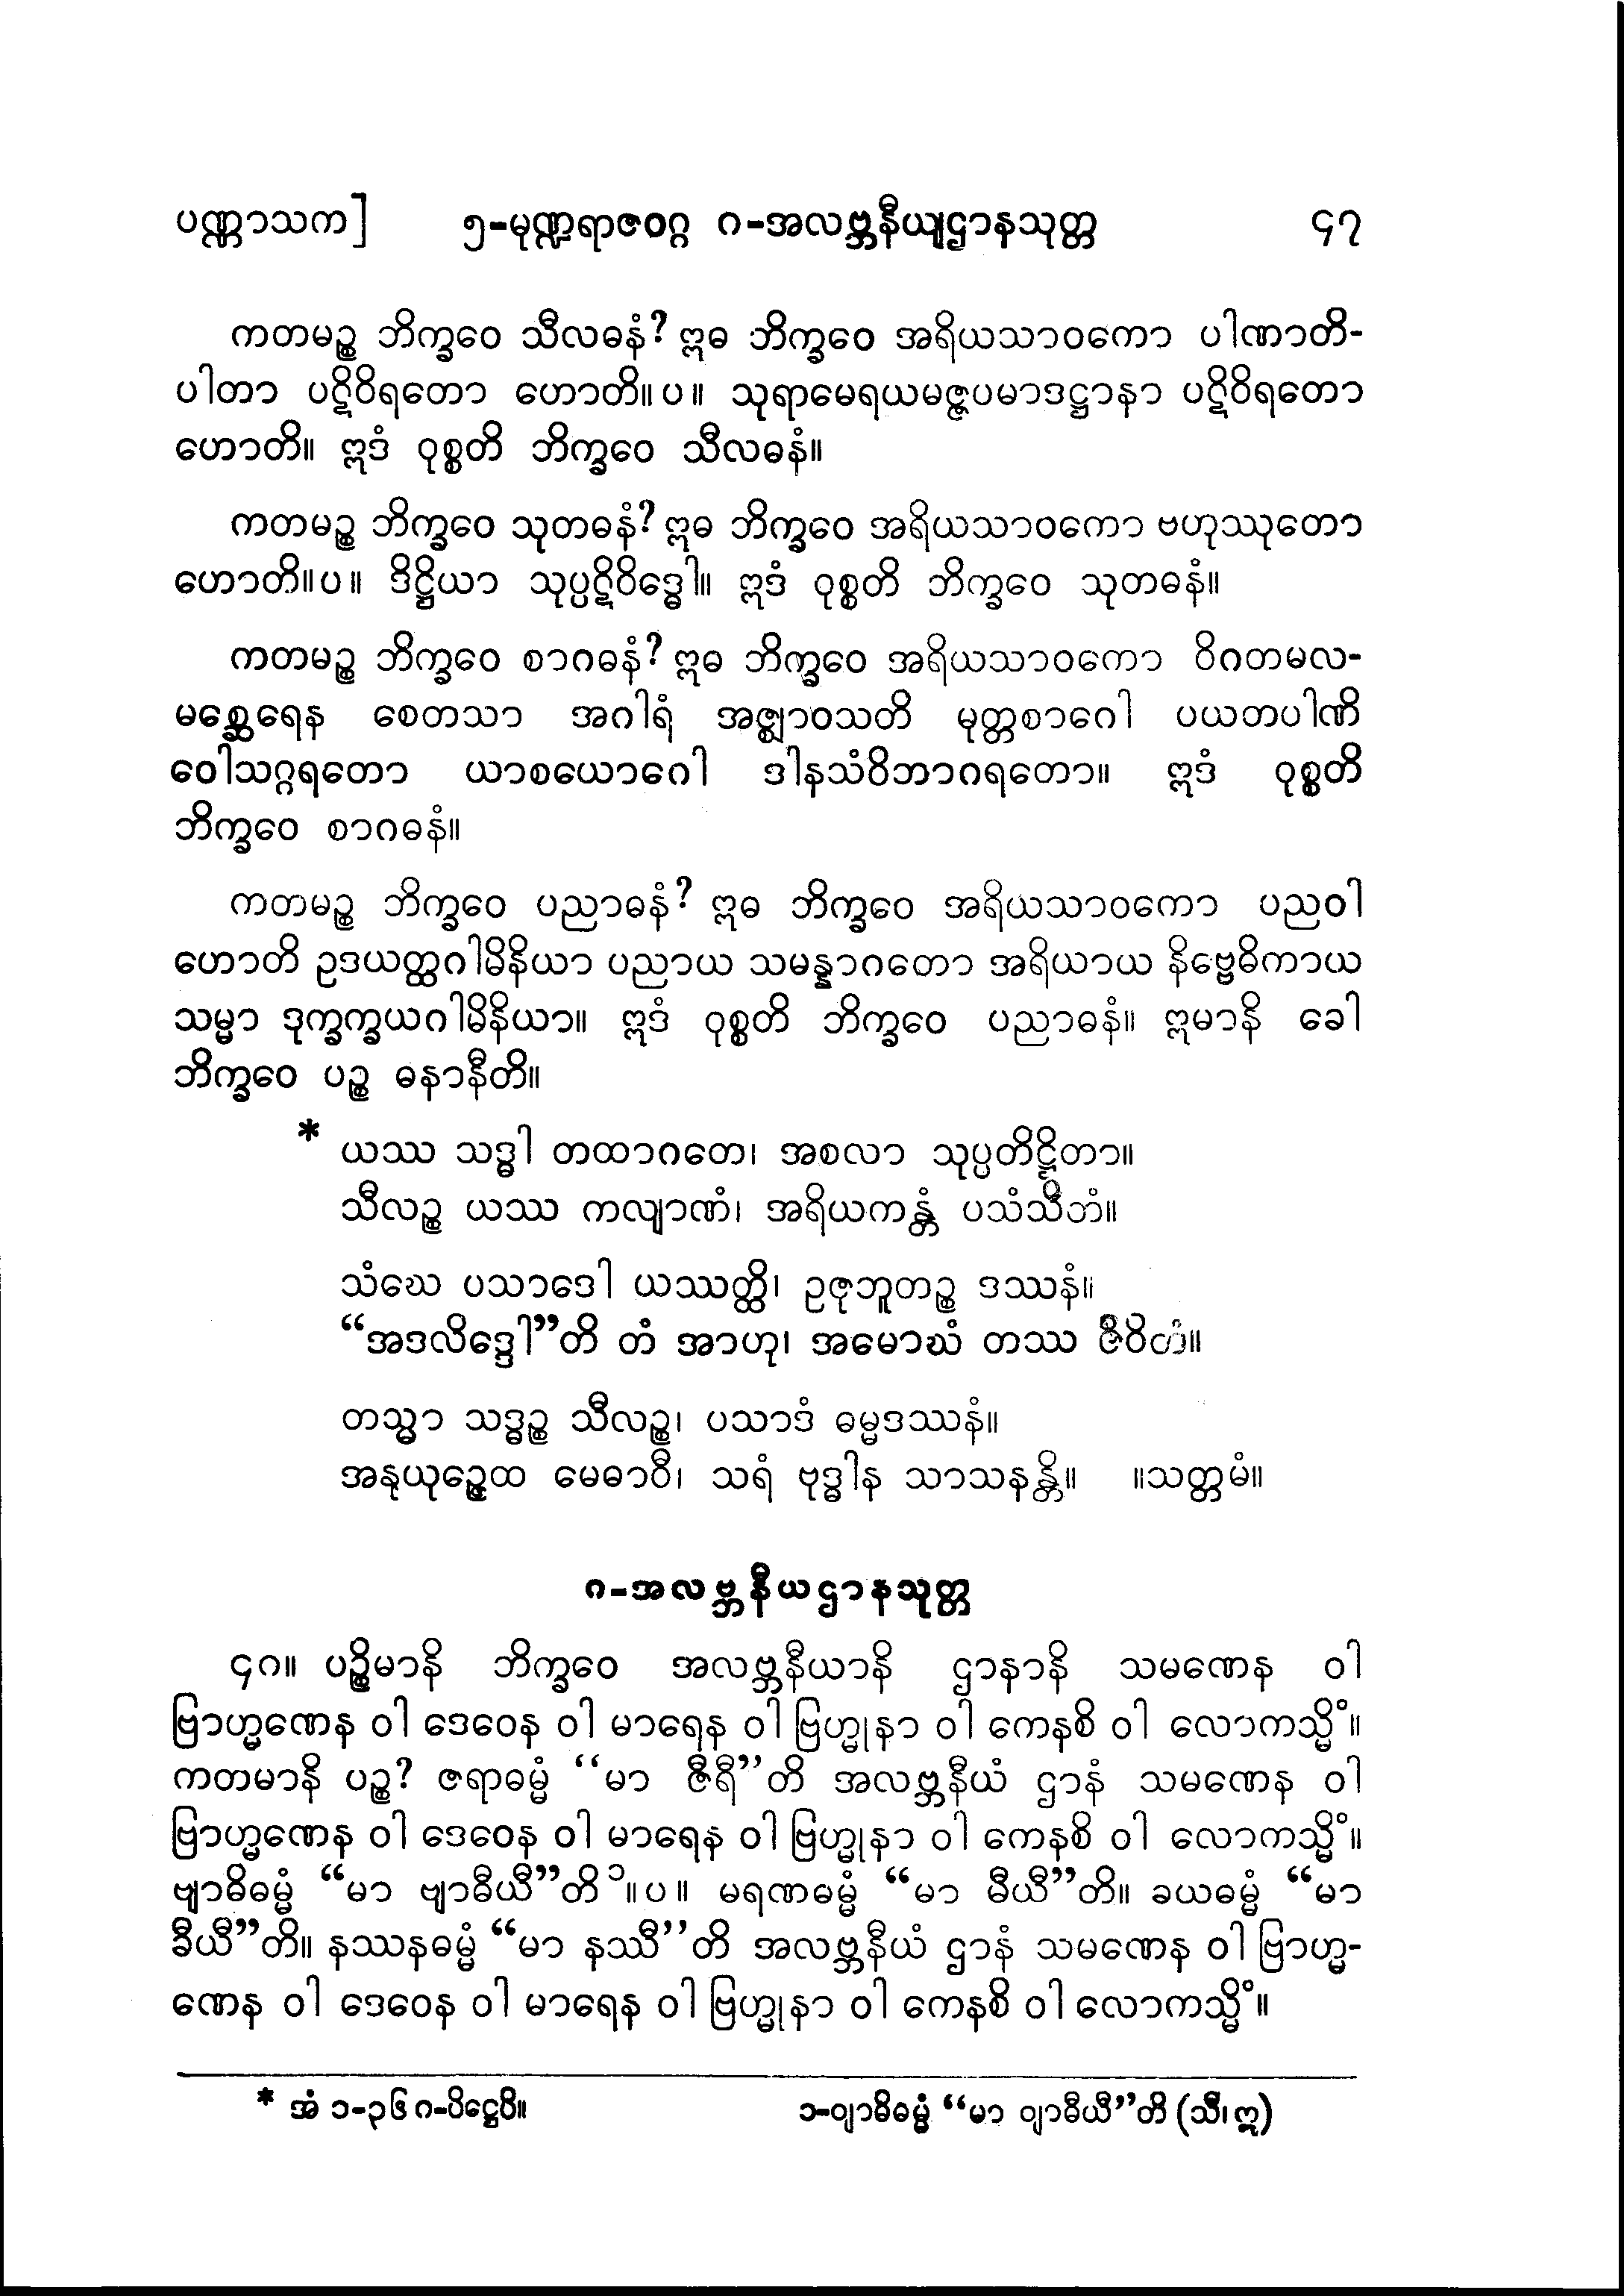 ပဏ္ဏာသက] ၅-မုဏ္ဍရာဇဝဂ္ဂ ၈-အလဗ္ဘနီယျဌာနသုတ္တ ၄၇
ကတမဉ္စ ဘိက္ခဝေ သီလဓနံ? ဣဓ ဘိက္ခဝေ အရိယသာဝကော ပါဏာတိ-
ပါတာ ပဋိဝိရတော ဟောတိ။ပ။ သုရာမေရယမဇ္ဇပမာဒဋ္ဌာနာ ပဋိဝိရတော
ဟောတိ။ ဣဒံ ဝုစ္စတိ ဘိက္ခဝေ သီလဓနံ။
ကတမဉ္စ ဘိက္ခဝေ သုတဓနံ? ဣဓ ဘိက္ခဝေ အရိယသာဝကော ဗဟုဿုတော
ဟောတိ။ပ။ ဒိဋ္ဌိယာ သုပ္ပဋိဝိဒ္ဓေါ။ ဣဒံ ဝုစ္စတိ ဘိက္ခဝေ သုတဓနံ။
ကတမဉ္စ ဘိက္ခဝေ စာဂဓနံ? ဣဓ ဘိက္ခဝေ အရိယသာဝကော ဝိဂတမလ-
မစ္ဆေရေန စေတသာ အဂါရံ အဇ္ဈာဝသတိ မုတ္တစာဂေါ ပယတပါဏိ
ဝေါသဂ္ဂရတော ယာစယောဂေါ ဒါနသံဝိဘာဂရတော။ ဣဒံ ဝုစ္စတိ
ဘိက္ခဝေ စာဂဓနံ။
ကတမဉ္စ ဘိက္ခဝေ ပညာဓနံ? ဣဓ ဘိက္ခဝေ အရိယသာဝကော ပညဝါ
ဟောတိ ဥဒယတ္ထဂါမိနိယာ ပညာယ သမန္နာဂတော အရိယာယ နိဗ္ဗေဓိကာယ
သမ္မာ ဒုက္ခက္ခယဂါမိနိယာ။ ဣဒံ ဝုစ္စတိ ဘိက္ခဝေ ပညာဓနံ။ ဣမာနိ ခေါ
ဘိက္ခဝေ ပဉ္စ ဓနာနီတိ။
* ယဿ သဒ္ဓါ တထာဂတေ၊ အစလာ သုပ္ပတိဋ္ဌိတာ။
သီလဉ္စ ယဿ ကလျာဏံ၊ အရိယကန္တံ ပသံသိတံ။
သံဃေ ပသာဒေါ ယဿတ္ထိ၊ ဥဇုဘူတဉ္စ ဒဿနံ။
“အဒလိဒ္ဒေါ”တိ တံ အာဟု၊ အမောဃံ တဿ ဇီဝိတံ။
တသ္မာ သဒ္ဓဉ္စ သီလဉ္စ၊ ပသာဒံ ဓမ္မဒဿနံ။
အနုယုဉ္ဇေထ မေဓာဝီ၊ သရံ ဗုဒ္ဓါန သာသနန္တိ။ ။သတ္တမံ။
၈-အလဗ္ဘနီယဌာနသုတ္တ
၄၈။ ပဉ္စိမာနိ ဘိက္ခဝေ အလဗ္ဘနီယာနိ ဌာနာနိ သမဏေန ဝါ
ဗြာဟ္မဏေန ဝါ ဒေဝေန ဝါ မာရေန ဝါ ဗြဟ္မုနာ ဝါ ကေနစိ ဝါ လောကသ္မိံ။
ကတမာနိ ပဉ္စ? ဇရာဓမ္မံ “မာ ဇီရီ”တိ အလဗ္ဘနီယံ ဌာနံ သမဏေန ဝါ
ဗြာဟ္မဏေန ဝါ ဒေဝေန ဝါ မာရေန ဝါ ဗြဟ္မုနာ ဝါ ကေနစိ ဝါ လောကသ္မိံ။
ဗျာဓိဓမ္မံ “မာ ဗျာဓီယီ”တိ ၁။ပ။ မရဏဓမ္မံ “မာ မီယီ”တိ။ ခယဓမ္မံ “မာ
ခီယီ”တိ။ နဿနဓမ္မံ “မာ နဿီ”တိ အလဗ္ဘနီယံ ဌာနံ သမဏေန ဝါ ဗြာဟ္မ-
ဏေန ဝါ ဒေဝေန ဝါ မာရေန ဝါ ဗြဟ္မုနာ ဝါ ကေနစိ ဝါ လောကသ္မိံ။
* အံ ၁-၃၆၈-ပိဋ္ဌေပိ။ ၁-ဝျာဓိဓမ္မံ “မာ ဝျာဓီယီ”တိ (သီ၊ ဣ)